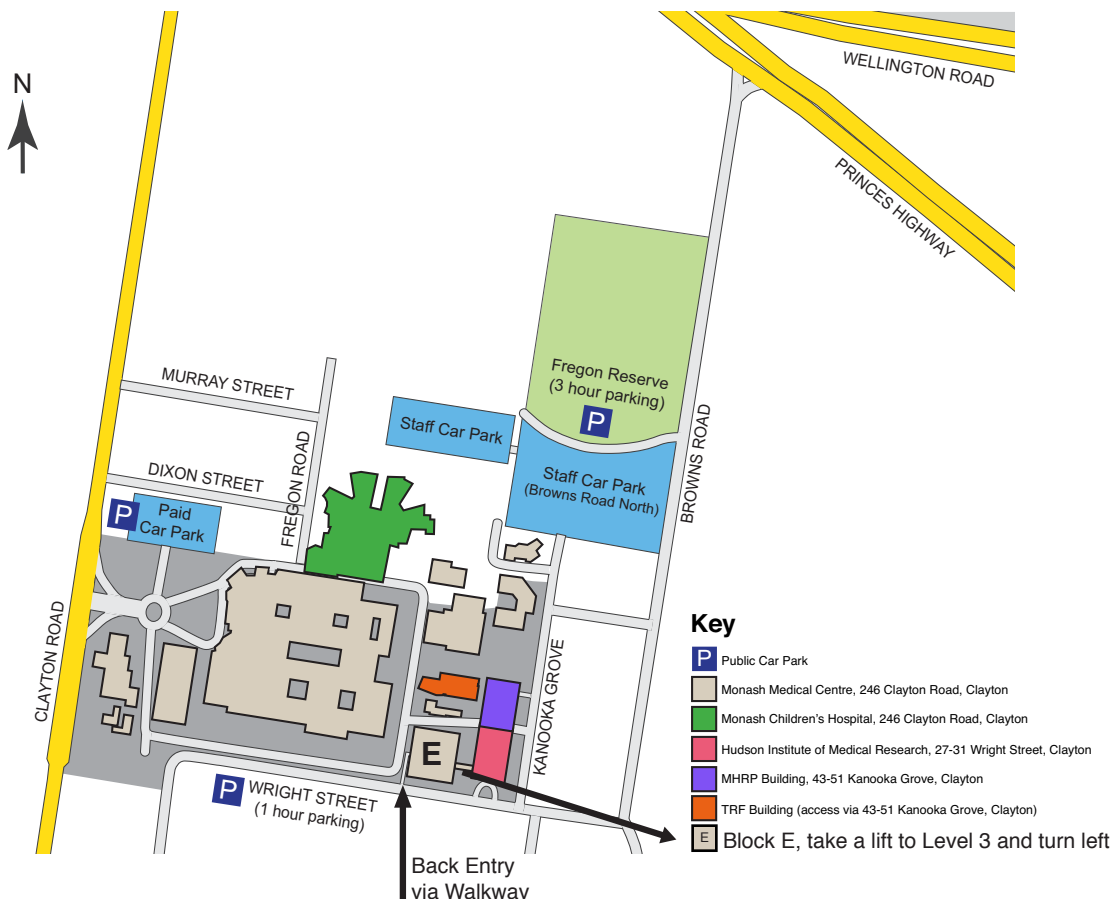 N
WELLINGTON ROAD
PRINCES HIGHWAY
Fregon Reserve
(3 hour parking)
P
MURRAY STREET
Staff Car Park
BROWNS ROAD
DIXON STREET
FREGON ROAD
Staff Car Park
(Browns Road North)
P
Paid
Car Park
CLAYTON ROAD
KANOOKA GROVE
E
P
WRIGHT STREET
(1 hour parking)
Back Entry
via Walkway
Key
P Public Car Park
Monash Medical Centre, 246 Clayton Road, Clayton
Monash Children's Hospital, 246 Clayton Road, Clayton
Hudson Institute of Medical Research, 27-31 Wright Street, Clayton
MHRP Building, 43-51 Kanooka Grove, Clayton
TRF Building (access via 43-51 Kanooka Grove, Clayton)
E Block E, take a lift to Level 3 and turn left